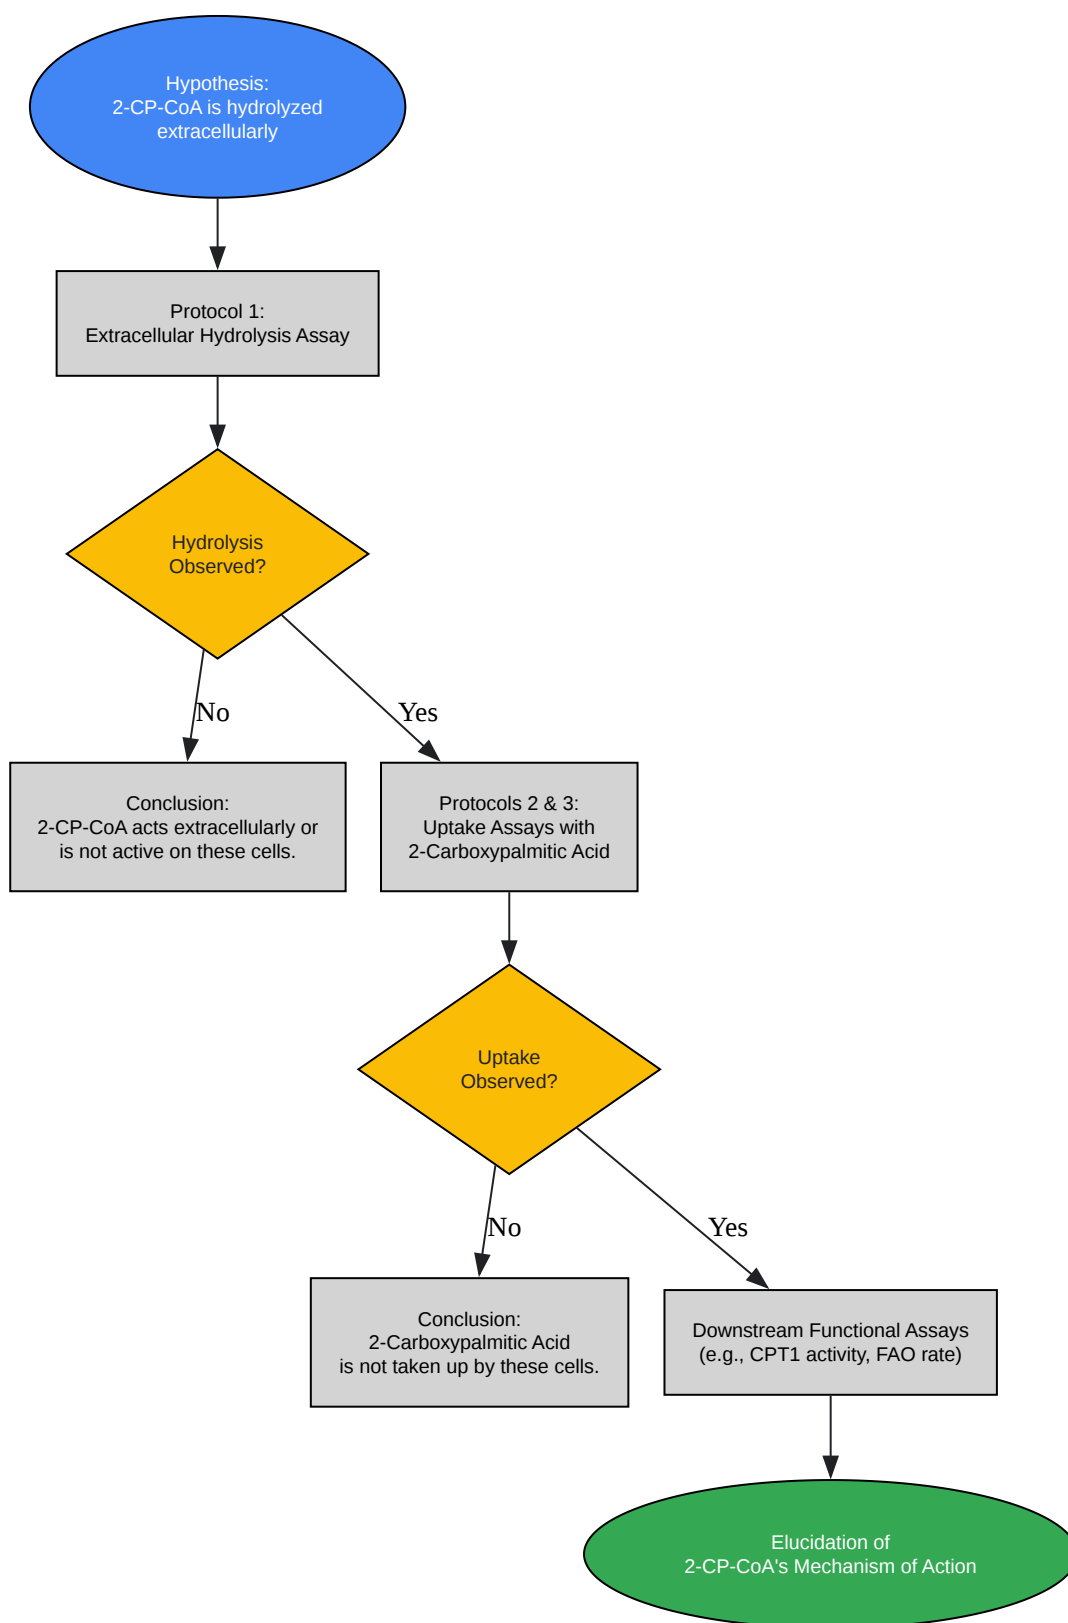 Hypothesis:
2-CP-CoA is hydrolyzed
extracellularly
Protocol 1:
Extracellular Hydrolysis Assay
Hydrolysis
Observed?
No
Yes
Conclusion:
2-CP-CoA acts extracellularly or
is not active on these cells.
Protocols 2 & 3:
Uptake Assays with
2-Carboxypalmitic Acid
Uptake
Observed?
No
Yes
Conclusion:
2-Carboxypalmitic Acid
is not taken up by these cells.
Downstream Functional Assays
(e.g., CPT1 activity, FAO rate)
Elucidation of
2-CP-CoA's Mechanism of Action